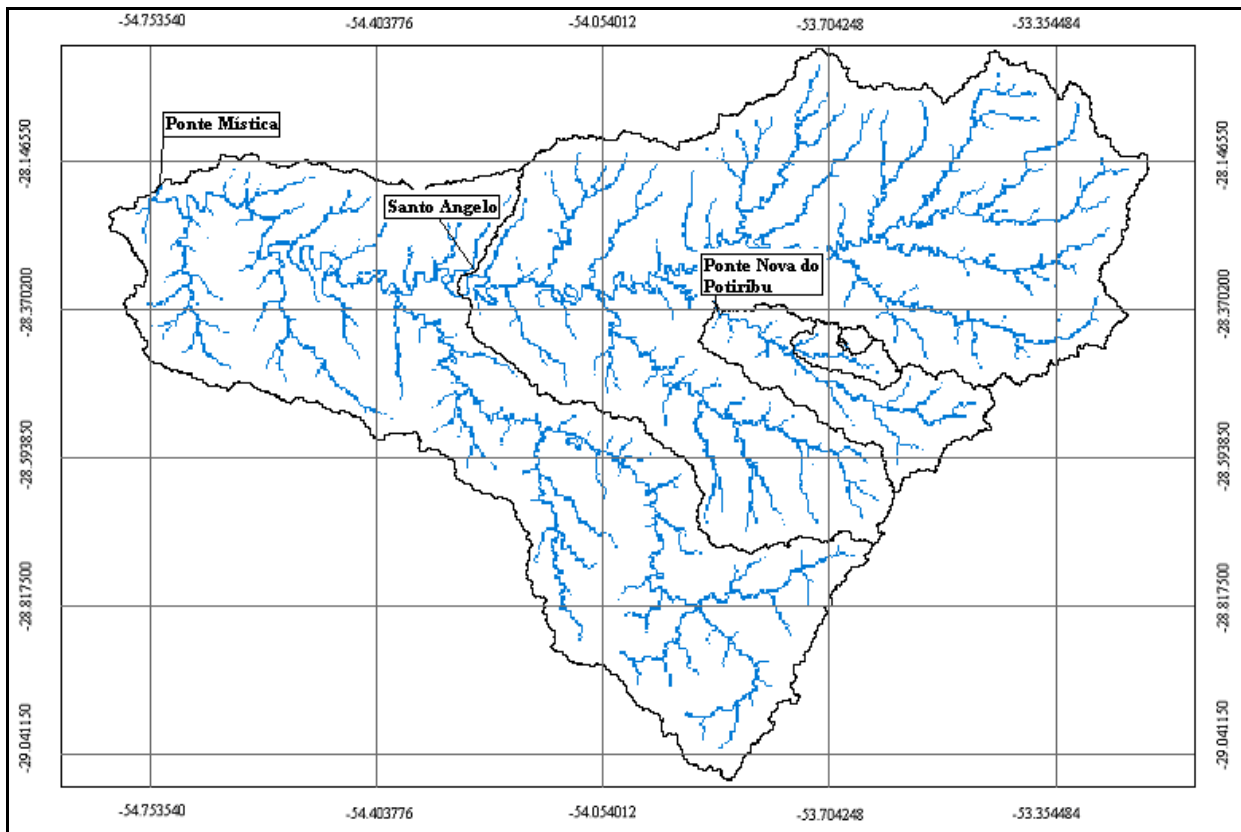 -54.753540 -54.403776 -54.054012 -53.704248 -53.354484
Ponte Mística
-28.146550 -28.146550
Santo Angelo
Ponte Nova do
Potiribu
-28.370200 -28.370200
-28.593830 -28.593830
-28.817500 -28.817500
-29.041150 -29.041150
-54.753540 -54.403776 -54.054012 -53.704248 -53.354484